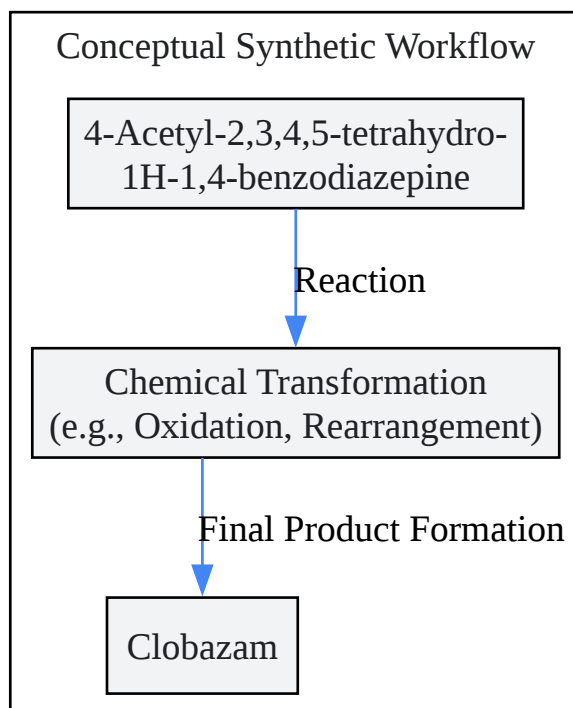 Conceptual Synthetic Workflow
4-Acetyl-2,3,4,5-tetrahydro-
1H-1,4-benzodiazepine
Reaction
Chemical Transformation
(e.g., Oxidation, Rearrangement)
Final Product Formation
Clobazam